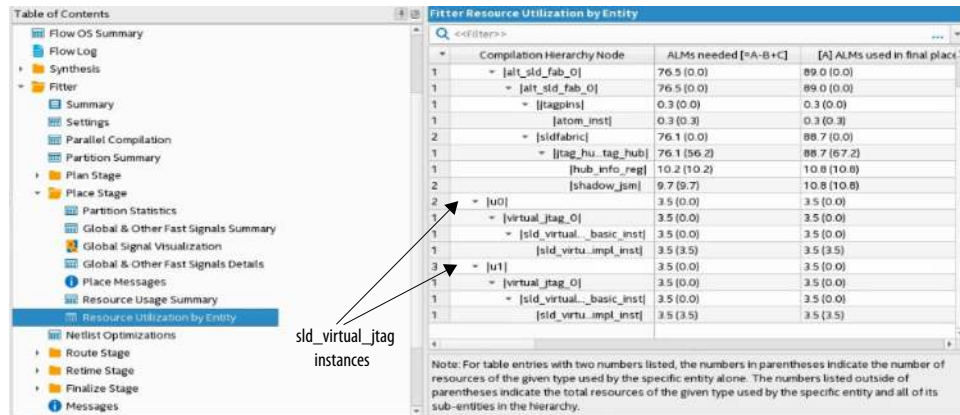 Table of Contents
Flow OS Summary
Flow Log
Synthesis
Fitter
Summary
Settings
Parallel Compilation
Partition Summary
Plan Stage
Place Stage
Partition Statistics
Global & Other Fast Signals Summary
Global Signal Visualization
Global & Other Fast Signals Details
Place Messages
Resource Usage Summary
Resource Utilization by Entity
Netlist Optimizations
Route Stage
Retime Stage
Finalize Stage
Messages
sld_virtual_jtag
instances
Fitter Resource Utilization by Entity
<<Filter>> ...
Compilation Hierarchy Node ALMs needed [=A-B+C] [A] ALMs used in final place
1 |alt_sld_fab_0| 76.5 (0.0) 89.0 (0.0)
1 |alt_sld_fab_0| 76.5 (0.0) 89.0 (0.0)
1 |jtagpins| 0.3 (0.0) 0.3 (0.0)
1 |atom_inst| 0.3 (0.3) 0.3 (0.3)
2 |sldfabric| 76.1 (0.0) 88.7 (0.0)
1 |jtag_hu...tag_hub| 76.1 (56.2) 88.7 (67.2)
1 |hub_info_reg| 10.2 (10.2) 10.8 (10.8)
2 |shadow_jsm| 9.7 (9.7) 10.8 (10.8)
2 |u0| 3.5 (0.0) 3.5 (0.0)
1 |virtual_jtag_0| 3.5 (0.0) 3.5 (0.0)
1 |sld_virtual..._basic_inst| 3.5 (0.0) 3.5 (0.0)
1 |sld_virtu...impl_inst| 3.5 (3.5) 3.5 (3.5)
3 |u1| 3.5 (0.0) 3.5 (0.0)
1 |virtual_jtag_0| 3.5 (0.0) 3.5 (0.0)
1 |sld_virtual..._basic_inst| 3.5 (0.0) 3.5 (0.0)
1 |sld_virtu...impl_inst| 3.5 (3.5) 3.5 (3.5)
Note: For table entries with two numbers listed, the numbers in parentheses indicate the number of
resources of the given type used by the specific entity alone. The numbers listed outside of
parentheses indicate the total resources of the given type used by the specific entity and all of its
sub-entities in the hierarchy.